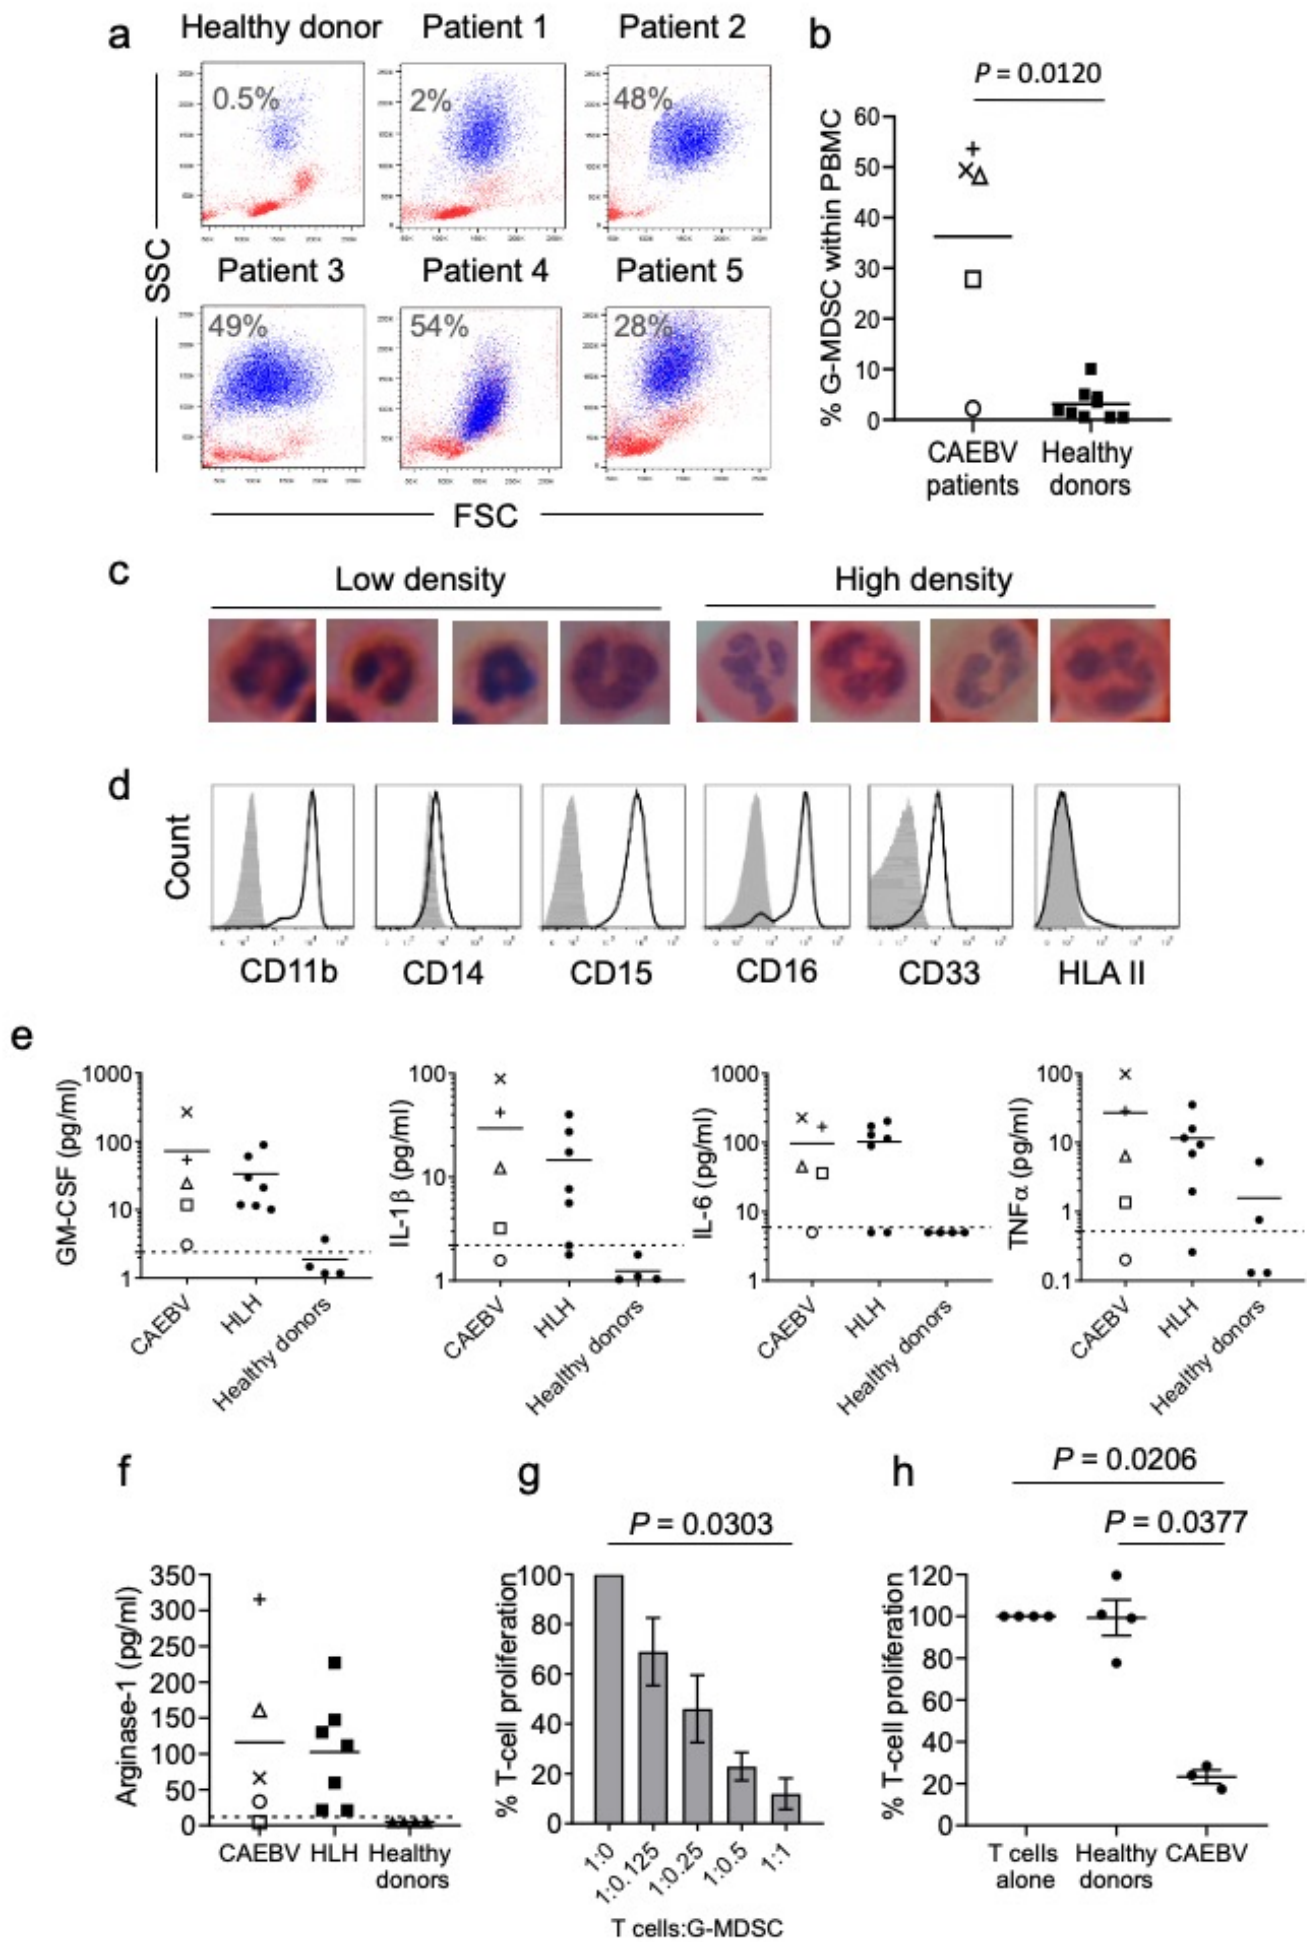 a
Healthy donor
Patient 1
Patient 2
0.5%
2%
48%
Patient 3
Patient 4
Patient 5
49%
54%
28%
SSC
FSC
b
P = 0.0120
% G-MDSC within PBMC
60
50
40
30
20
10
0
CAEBV
patients
Healthy
donors
c
Low density
High density
d
Count
CD11b
CD14
CD15
CD16
CD33
HLA II
e
GM-CSF (pg/ml)
1000
100
10
1
CAEBV
HLH
Healthy donors
IL-1β (pg/ml)
100
10
1
CAEBV
HLH
Healthy donors
IL-6 (pg/ml)
1000
100
10
1
CAEBV
HLH
Healthy donors
TNFα (pg/ml)
100
10
1
0.1
CAEBV
HLH
Healthy donors
f
Arginase-1 (pg/ml)
350
300
250
200
150
100
50
0
CAEBV
HLH
Healthy
donors
g
P = 0.0303
% T-cell proliferation
100
80
60
40
20
0
1:0
1:0.125
1:0.25
1:0.5
1:1
T cells:G-MDSC
h
P = 0.0206
P = 0.0377
% T-cell proliferation
120
100
80
60
40
20
0
T cells
alone
Healthy
donors
CAEBV